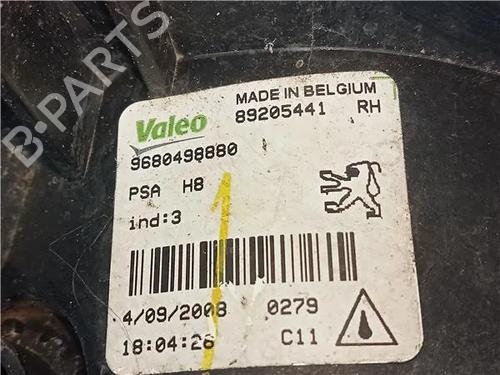 Valeo
MADE IN BELGIUM
89205441 RH
9680498880
PSA H8
ind:3
4/09/2008 0279
18:04:26 C11